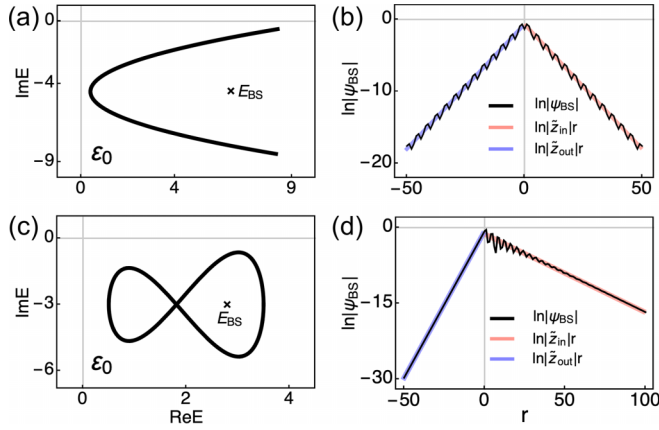 (a)
0
-4
-9
ImE
× E_BS
ε₀
0
4
9
(b)
0
-10
-20
ln|ψ_BS|
ln|ψ_BS|
ln|z̃_in|r
ln|z̃_out|r
-50
0
50
(c)
0
-3
-6
ImE
× E_BS
ε₀
0
2
4
ReE
(d)
0
-15
-30
ln|ψ_BS|
ln|ψ_BS|
ln|z̃_in|r
ln|z̃_out|r
-50
0
50
100
r